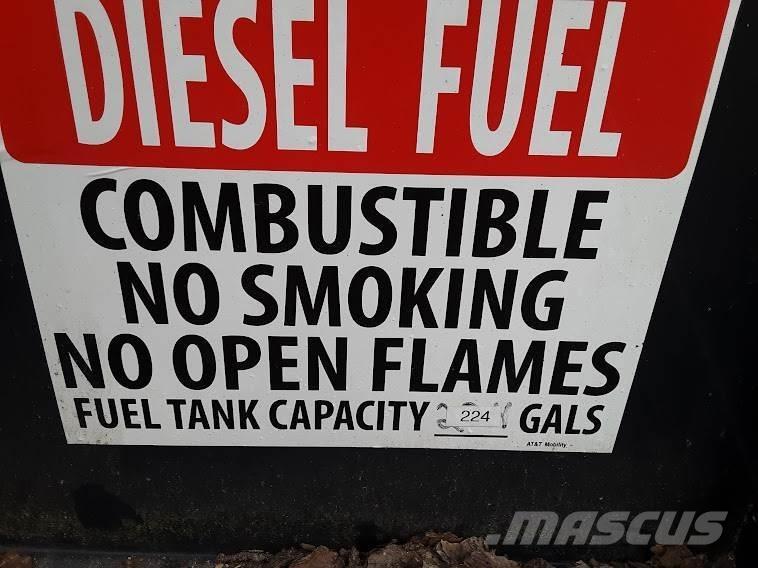 DIESEL FUEL
COMBUSTIBLE
NO SMOKING
NO OPEN FLAMES
FUEL TANK CAPACITY 224 GALS
AT&T Mobility
MASCUS